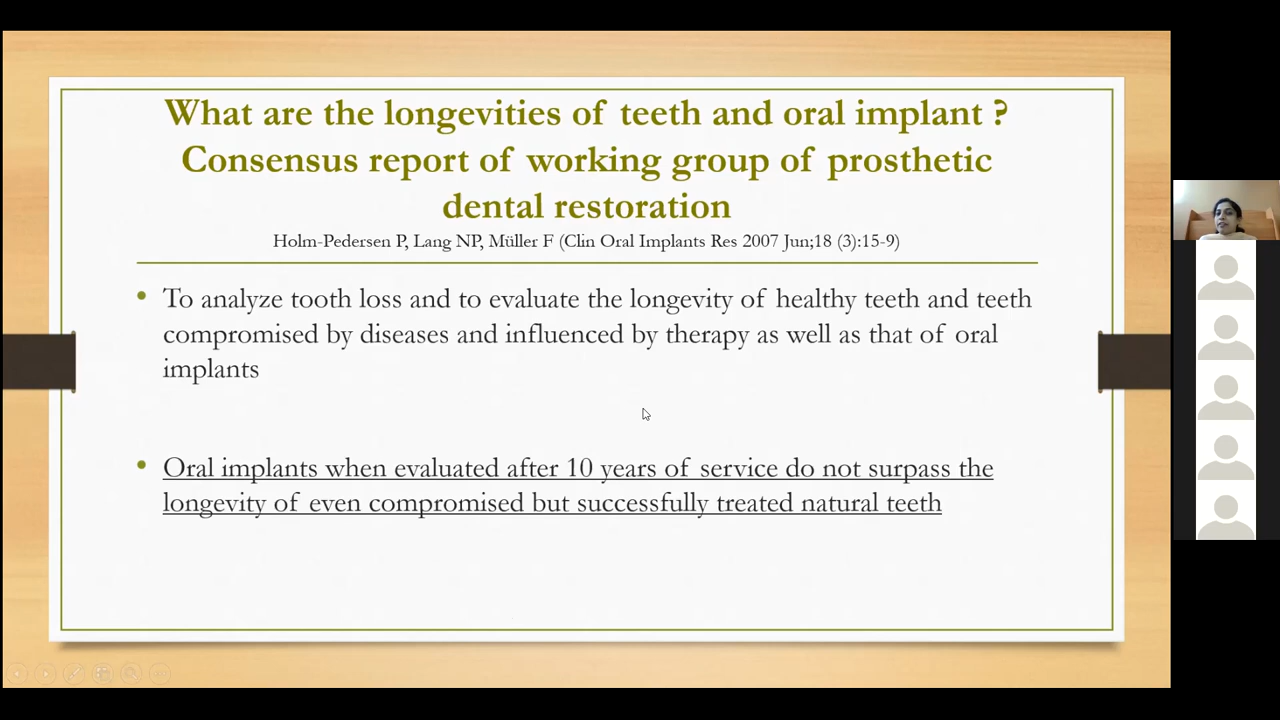 What are the longevities of teeth and oral implant ?
Consensus report of working group of prosthetic
dental restoration
Holm-Pedersen P, Lang NP, Müller F (Clin Oral Implants Res 2007 Jun;18 (3):15-9)
• To analyze tooth loss and to evaluate the longevity of healthy teeth and teeth
compromised by diseases and influenced by therapy as well as that of oral
implants
• Oral implants when evaluated after 10 years of service do not surpass the
longevity of even compromised but successfully treated natural teeth